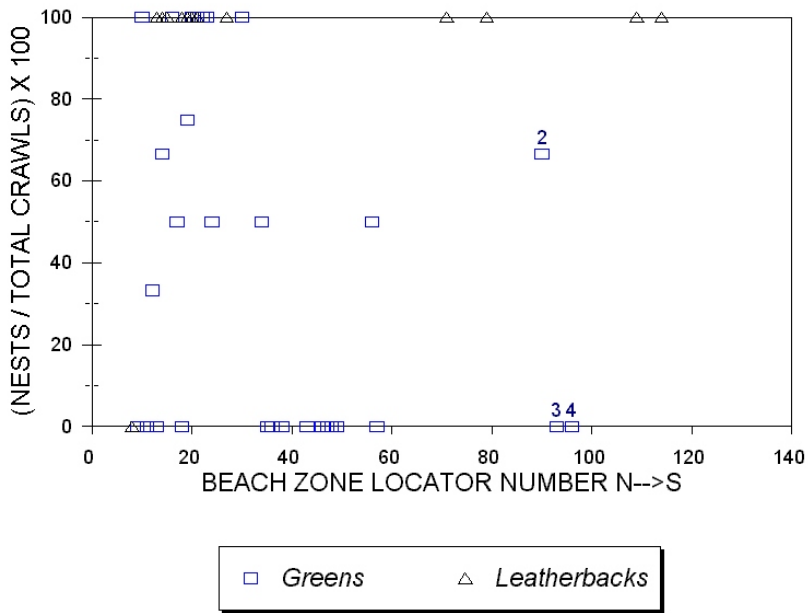 (NESTS / TOTAL CRAWLS) X 100
100
80
60
40
20
0
2
3 4
0 20 40 60 80 100 120 140
BEACH ZONE LOCATOR NUMBER N-->S
Greens Leatherbacks